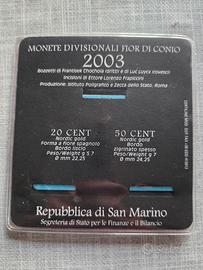 MONETE DIVISIONALI FIOR DI CONIO
2003
Bozzetti di Frantisek Chochola (dritti) e di Luc Luycx (rovesci)
Incisioni di Ettore Lorenzo Frapiccini
Produzione: Istituto Poligrafico e Zecca dello Stato, Roma
20 CENT
Nordic gold
Forma a fiore spagnolo
Bordo liscio
Peso/Weight g 5,7
Ø mm 22,25
50 CENT
Nordic gold
Bordo
zigrinato spesso
Peso/Weight g 7
Ø mm 24,25
Repubblica di San Marino
Segreteria di Stato per le Finanze e il Bilancio